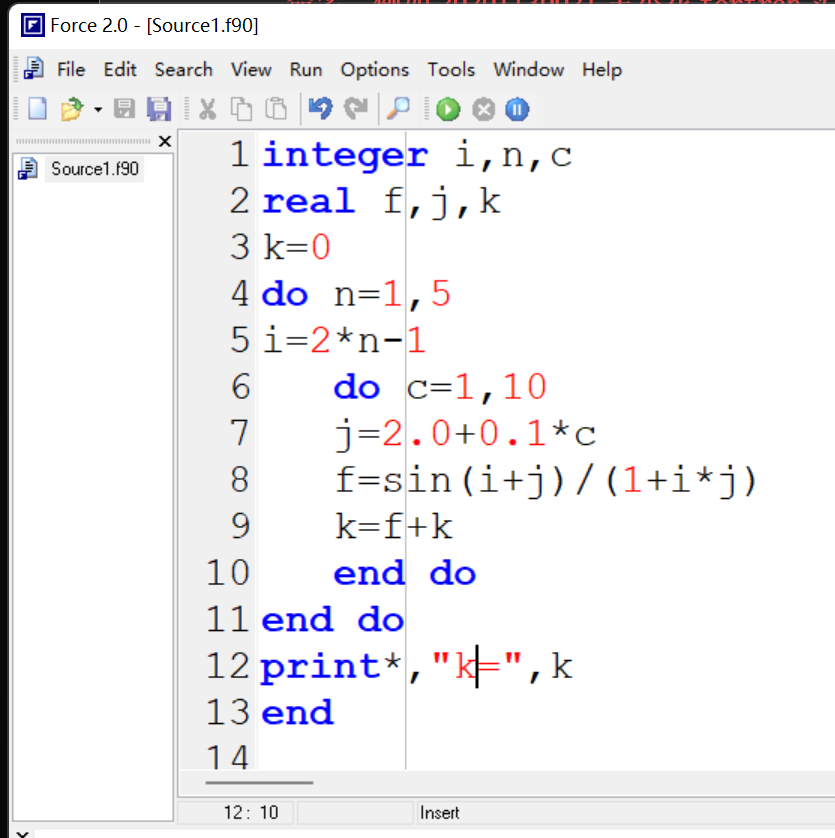 Force 2.0 - [Source1.f90]
File Edit Search View Run Options Tools Window Help
Source1.f90
1 integer i,n,c
2 real f,j,k
3 k=0
4 do n=1,5
5 i=2*n-1
6 do c=1,10
7 j=2.0+0.1*c
8 f=sin(i+j)/(1+i*j)
9 k=f+k
10 end do
11 end do
12 print*,"k=",k
13 end
14
12: 10 Insert